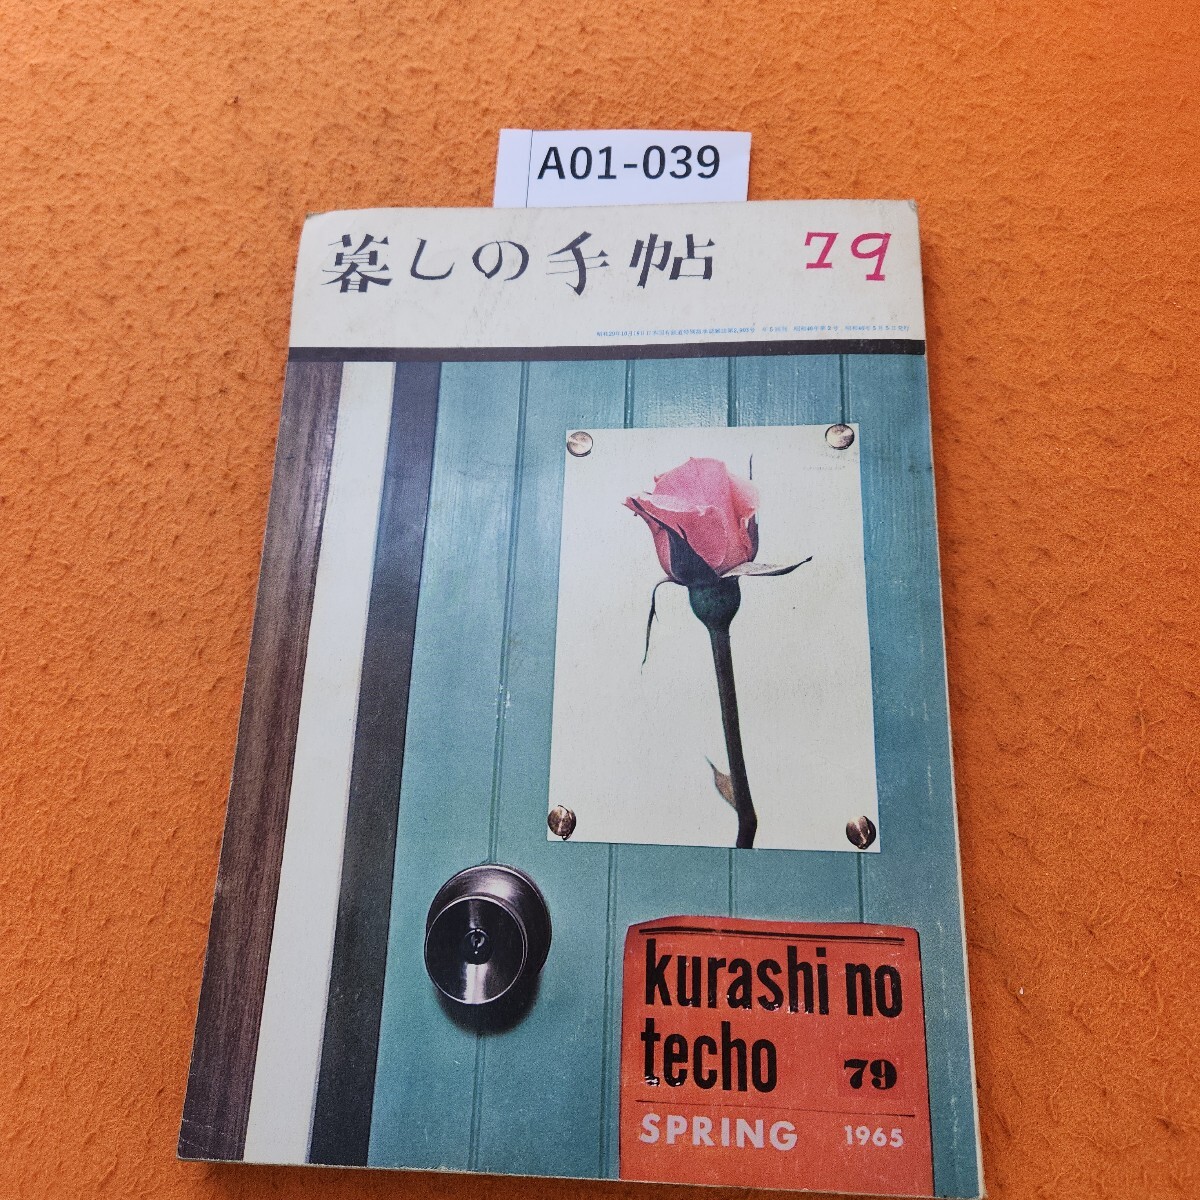 A01-039
暮しの手帖 79
kurashi no
techo 79
SPRING 1965